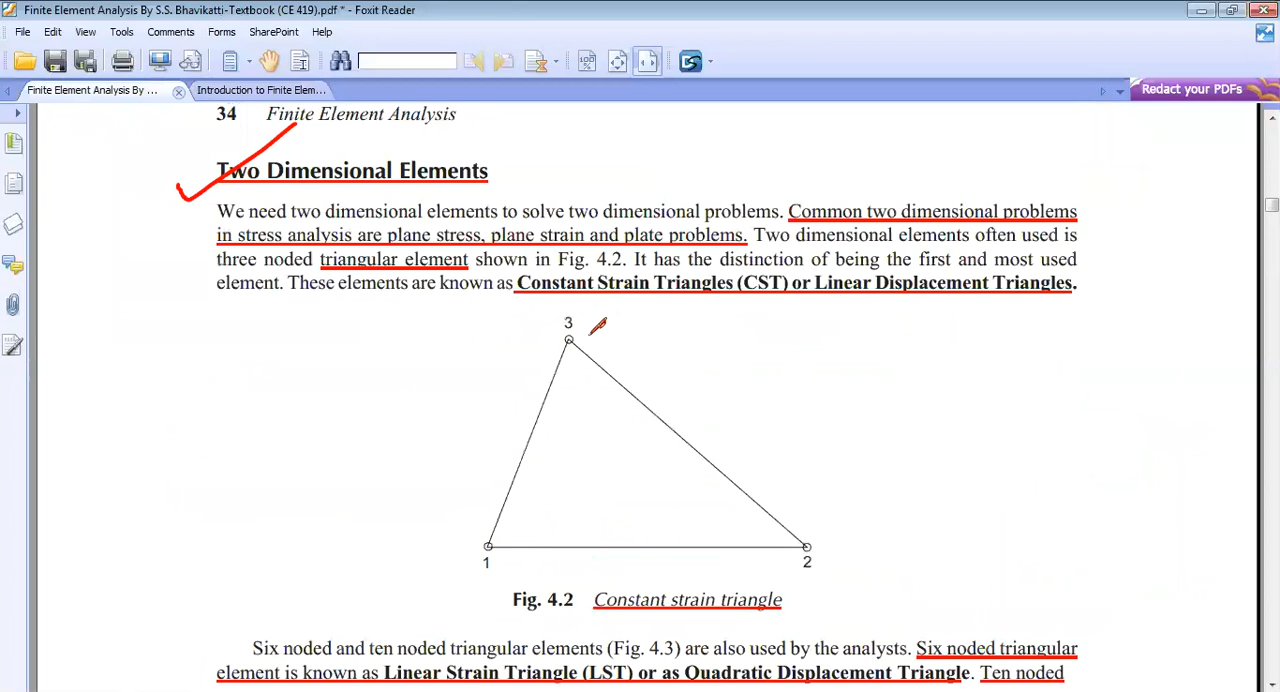 Finite Element Analysis By S.S. Bhavikatti-Textbook (CE 419).pdf * - Foxit Reader
File Edit View Tools Comments Forms SharePoint Help
Finite Element Analysis By ... Introduction to Finite Elem... Redact your PDFs
34 Finite Element Analysis
Two Dimensional Elements
We need two dimensional elements to solve two dimensional problems. Common two dimensional problems
in stress analysis are plane stress, plane strain and plate problems. Two dimensional elements often used is
three noded triangular element shown in Fig. 4.2. It has the distinction of being the first and most used
element. These elements are known as Constant Strain Triangles (CST) or Linear Displacement Triangles.
3
1 2
Fig. 4.2 Constant strain triangle
Six noded and ten noded triangular elements (Fig. 4.3) are also used by the analysts. Six noded triangular
element is known as Linear Strain Triangle (LST) or as Quadratic Displacement Triangle. Ten noded